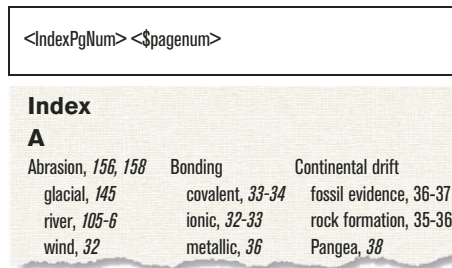 <IndexPgNum> <$pagenum>
Index
A
Abrasion, 156, 158
glacial, 145
river, 105-6
wind, 32
Bonding
covalent, 33-34
ionic, 32-33
metallic, 36
Continental drift
fossil evidence, 36-37
rock formation, 35-36
Pangea, 38